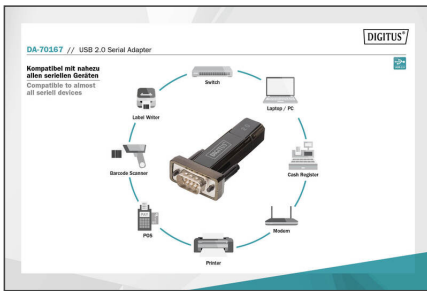 DIGITUS®
DA-70167 // USB 2.0 Serial Adapter
Kompatibel mit nahezu
allen seriellen Geräten
Compatible to almost
all seriell devices
Switch
Label Writer
Laptop / PC
Barcode Scanner
Cash Register
POS
Modem
Printer